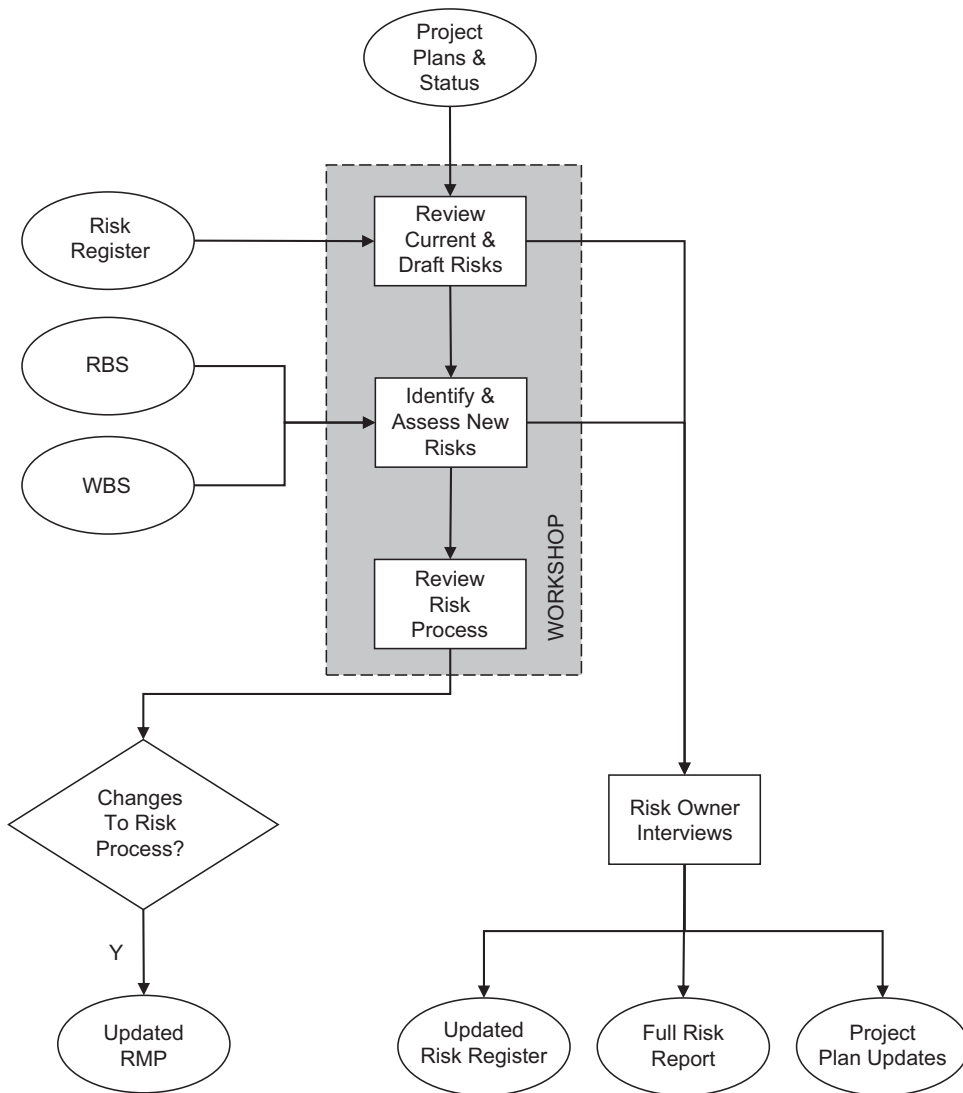 Project
Plans &
Status
Risk
Register
Review
Current &
Draft Risks
RBS
Identify &
Assess New
Risks
WBS
WORKSHOP
Review
Risk
Process
Changes
To Risk
Process?
Risk Owner
Interviews
Y
Updated
RMP
Updated
Risk Register
Full Risk
Report
Project
Plan Updates